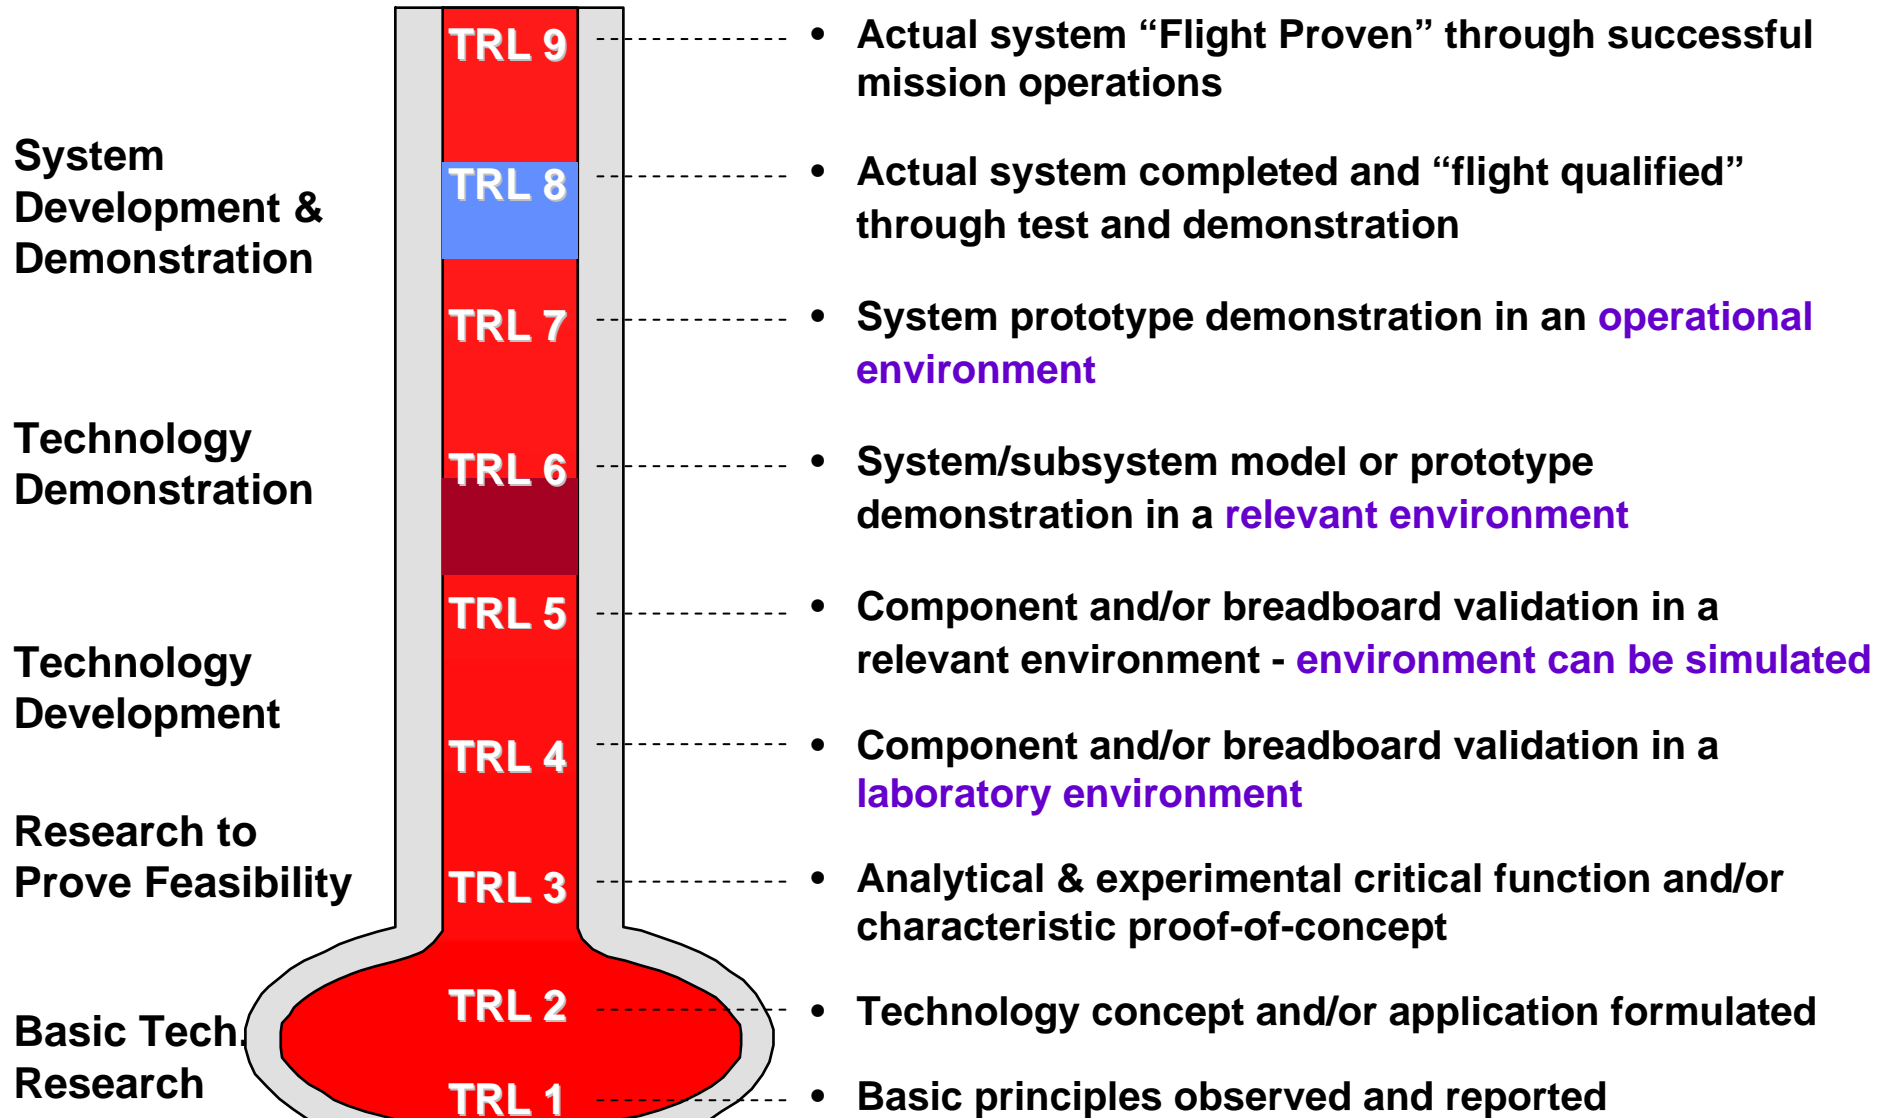 TRL 9
• Actual system “Flight Proven” through successful
mission operations
System
Development &
Demonstration
TRL 8
• Actual system completed and “flight qualified”
through test and demonstration
TRL 7
• System prototype demonstration in an operational
environment
Technology
Demonstration
TRL 6
• System/subsystem model or prototype
demonstration in a relevant environment
TRL 5
• Component and/or breadboard validation in a
relevant environment - environment can be simulated
Technology
Development
TRL 4
• Component and/or breadboard validation in a
laboratory environment
Research to
Prove Feasibility
TRL 3
• Analytical & experimental critical function and/or
characteristic proof-of-concept
TRL 2
• Technology concept and/or application formulated
Basic Tech.
Research
TRL 1
• Basic principles observed and reported